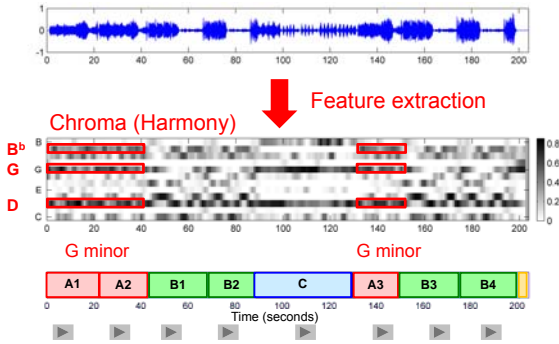 1
0
-1
0 20 40 60 80 100 120 140 160 180 200
Feature extraction
Chroma (Harmony)
B
B♭
G
G
E
D
C
0.8
0.6
0.4
0.2
0
0 20 40 60 80 100 120 140 160 180 200
G minor G minor
A1 A2 B1 B2 C A3 B3 B4
0 20 40 60 80 100 120 140 160 180 200
Time (seconds)